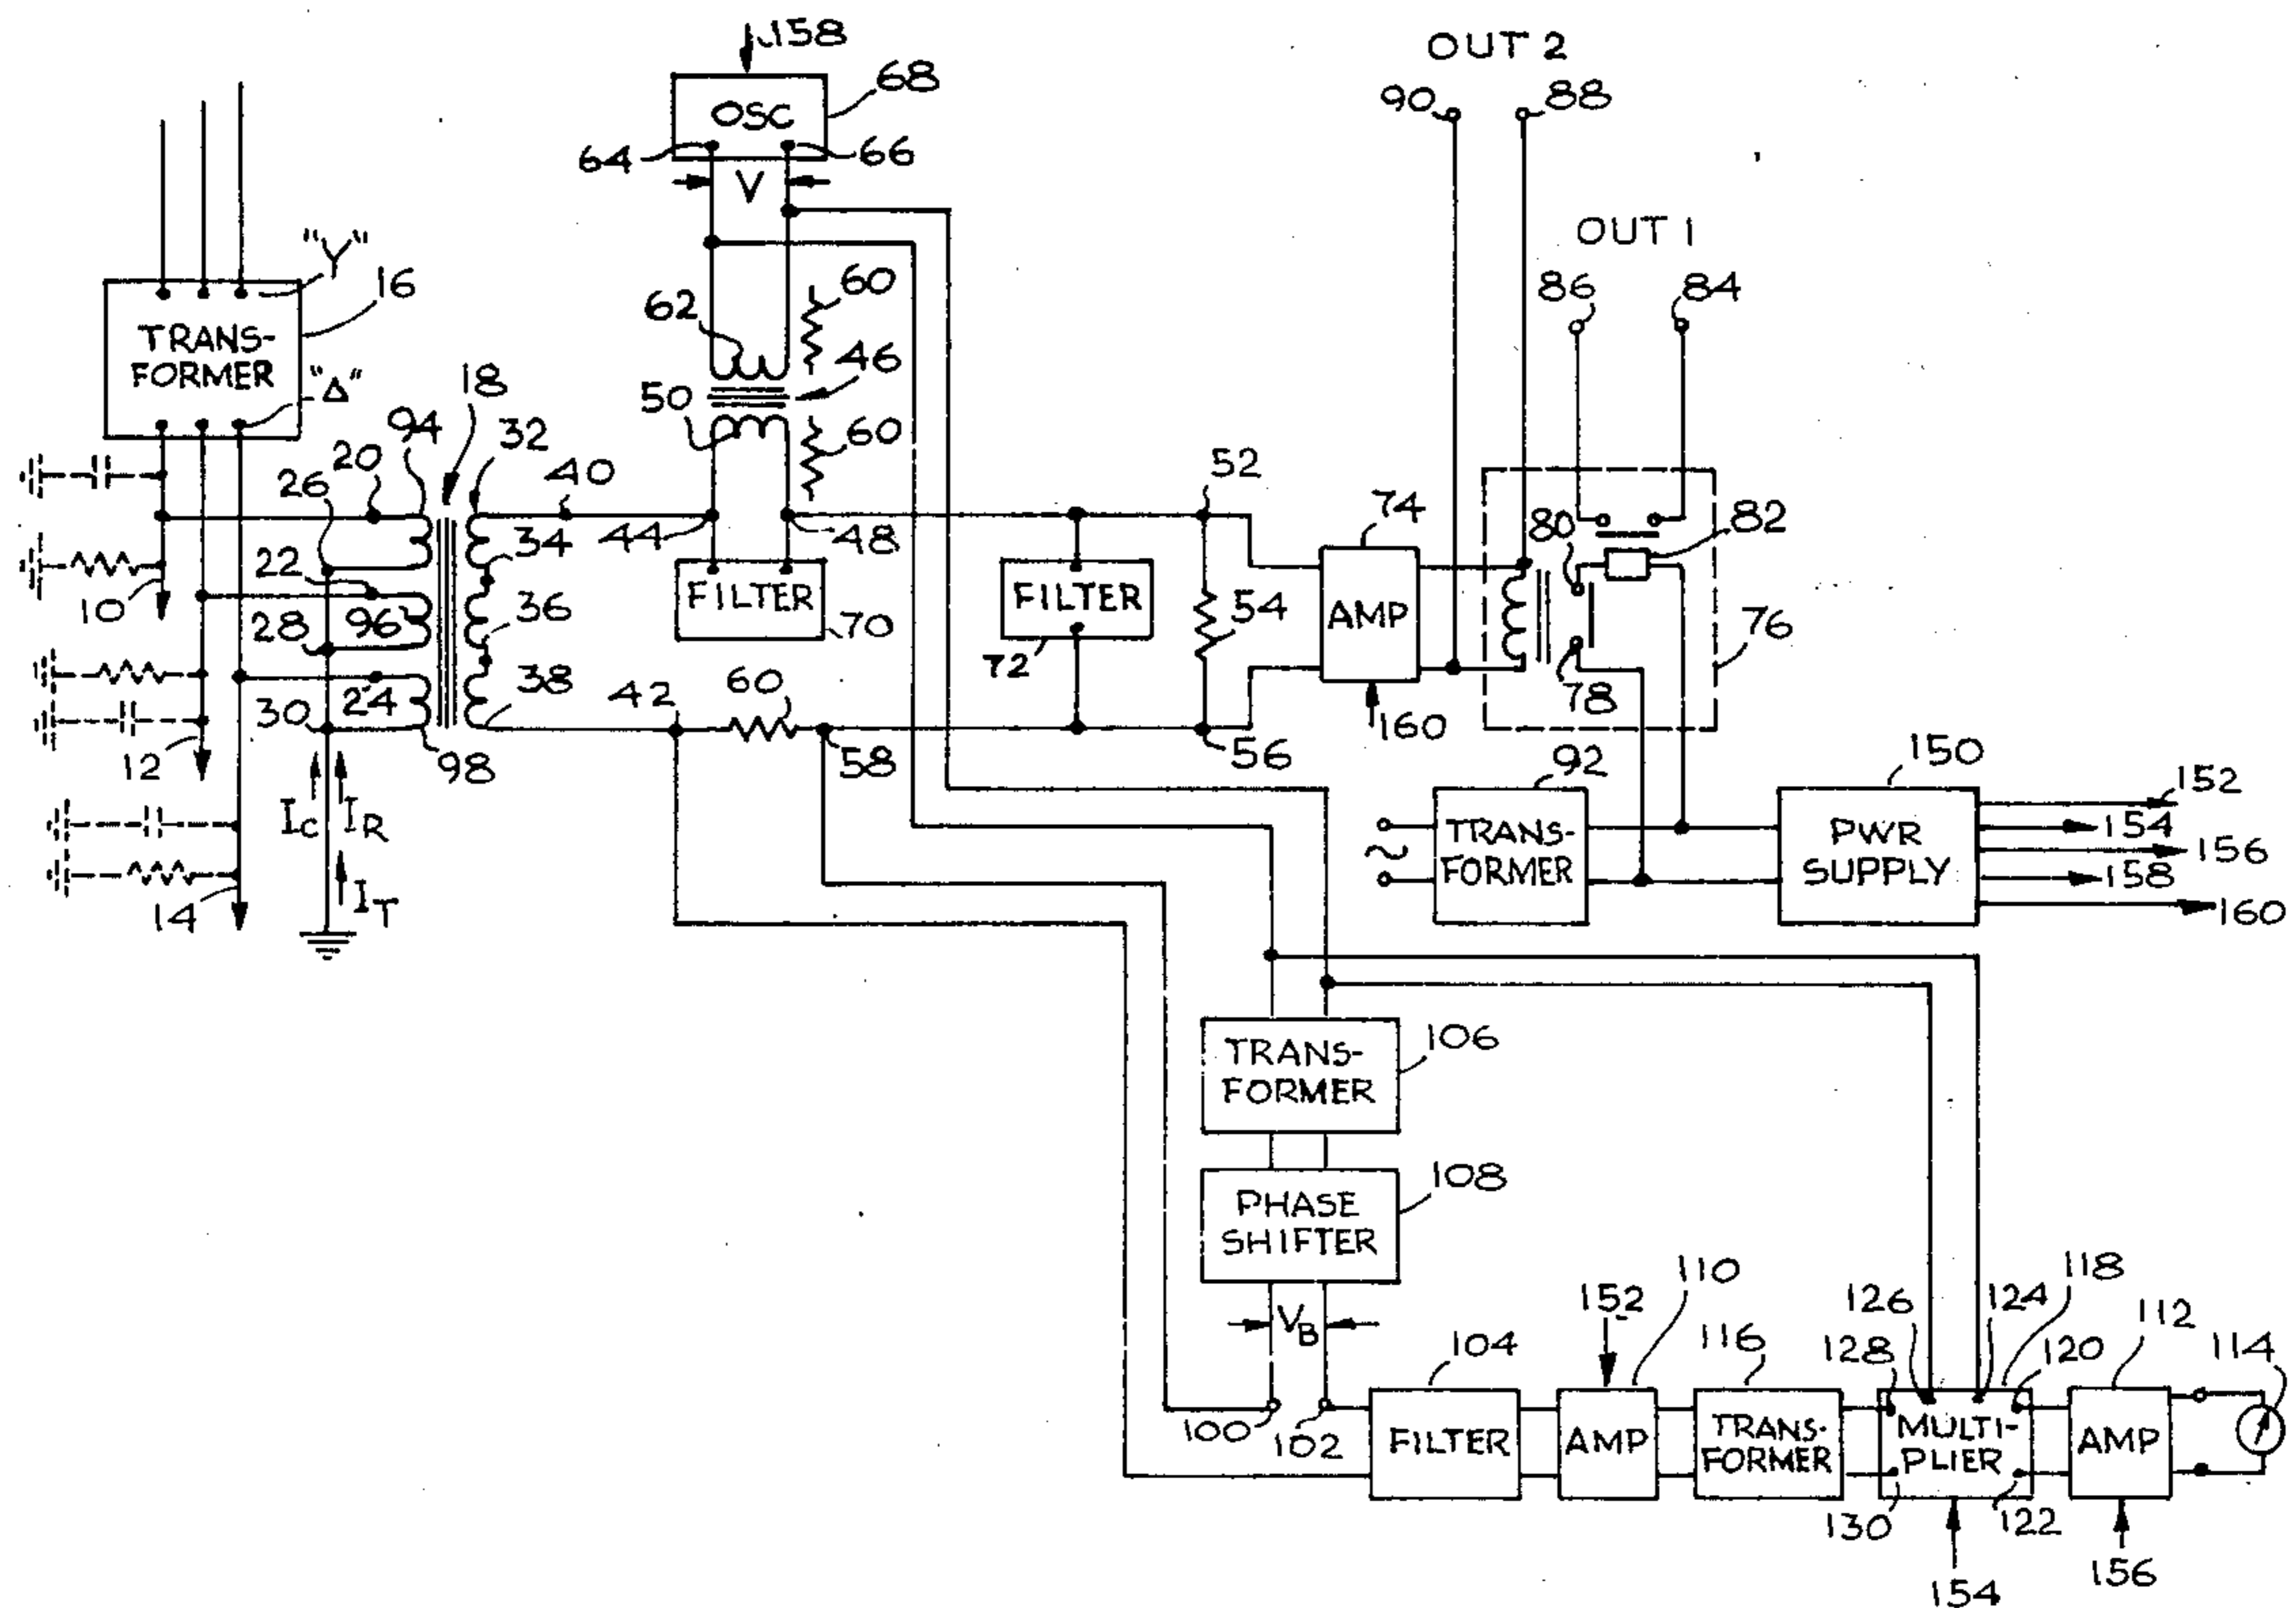 158
OUT 2
68
90
88
OSC
64
66
V
"Y"
OUT 1
16
60
86
84
62
TRANS-
FORMER
"Δ"
18
46
50
94
32
60
52
20
26
40
74
80
82
44
48
34
22
FILTER
FILTER
54
AMP
10
36
70
76
28
96
72
78
38
60
24
42
160
30
12
98
58
56
92
150
152
IC
IR
TRANS-
FORMER
PWR
SUPPLY
154
156
158
IT
14
160
106
TRANS-
FORMER
108
PHASE
SHIFTER
110
118
VB
152
126
124
112
104
116
128
120
114
100
102
FILTER
AMP
TRANS-
FORMER
MULTI-
PLIER
AMP
130
122
154
156